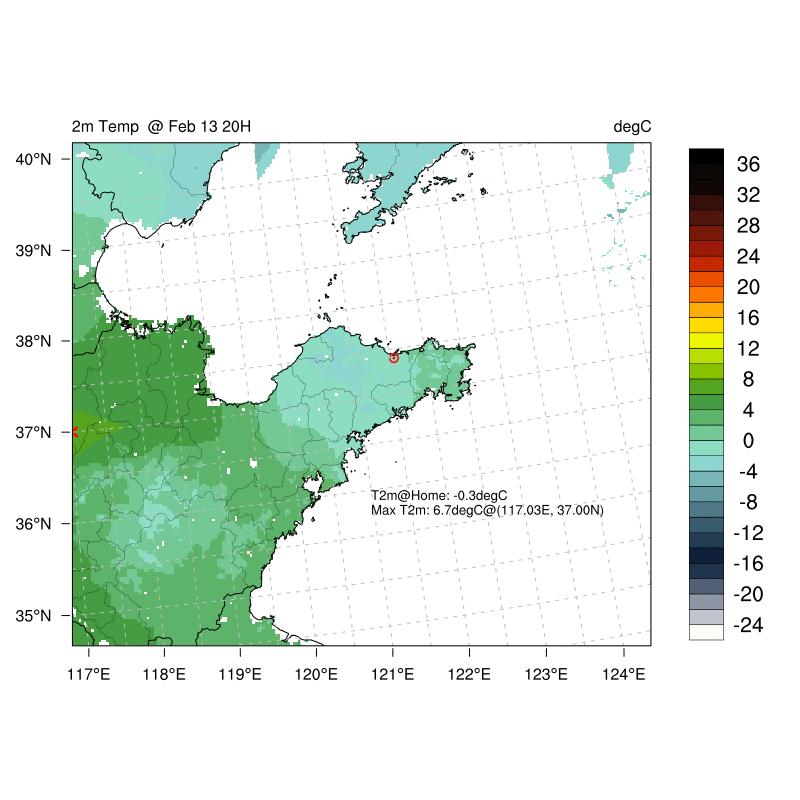 2m Temp @ Feb 13 20H
degC
40°N
39°N
38°N
37°N
36°N
35°N
117°E
118°E
119°E
120°E
121°E
122°E
123°E
124°E
T2m@Home: -0.3degC
Max T2m: 6.7degC@(117.03E, 37.00N)
36
32
28
24
20
16
12
8
4
0
-4
-8
-12
-16
-20
-24